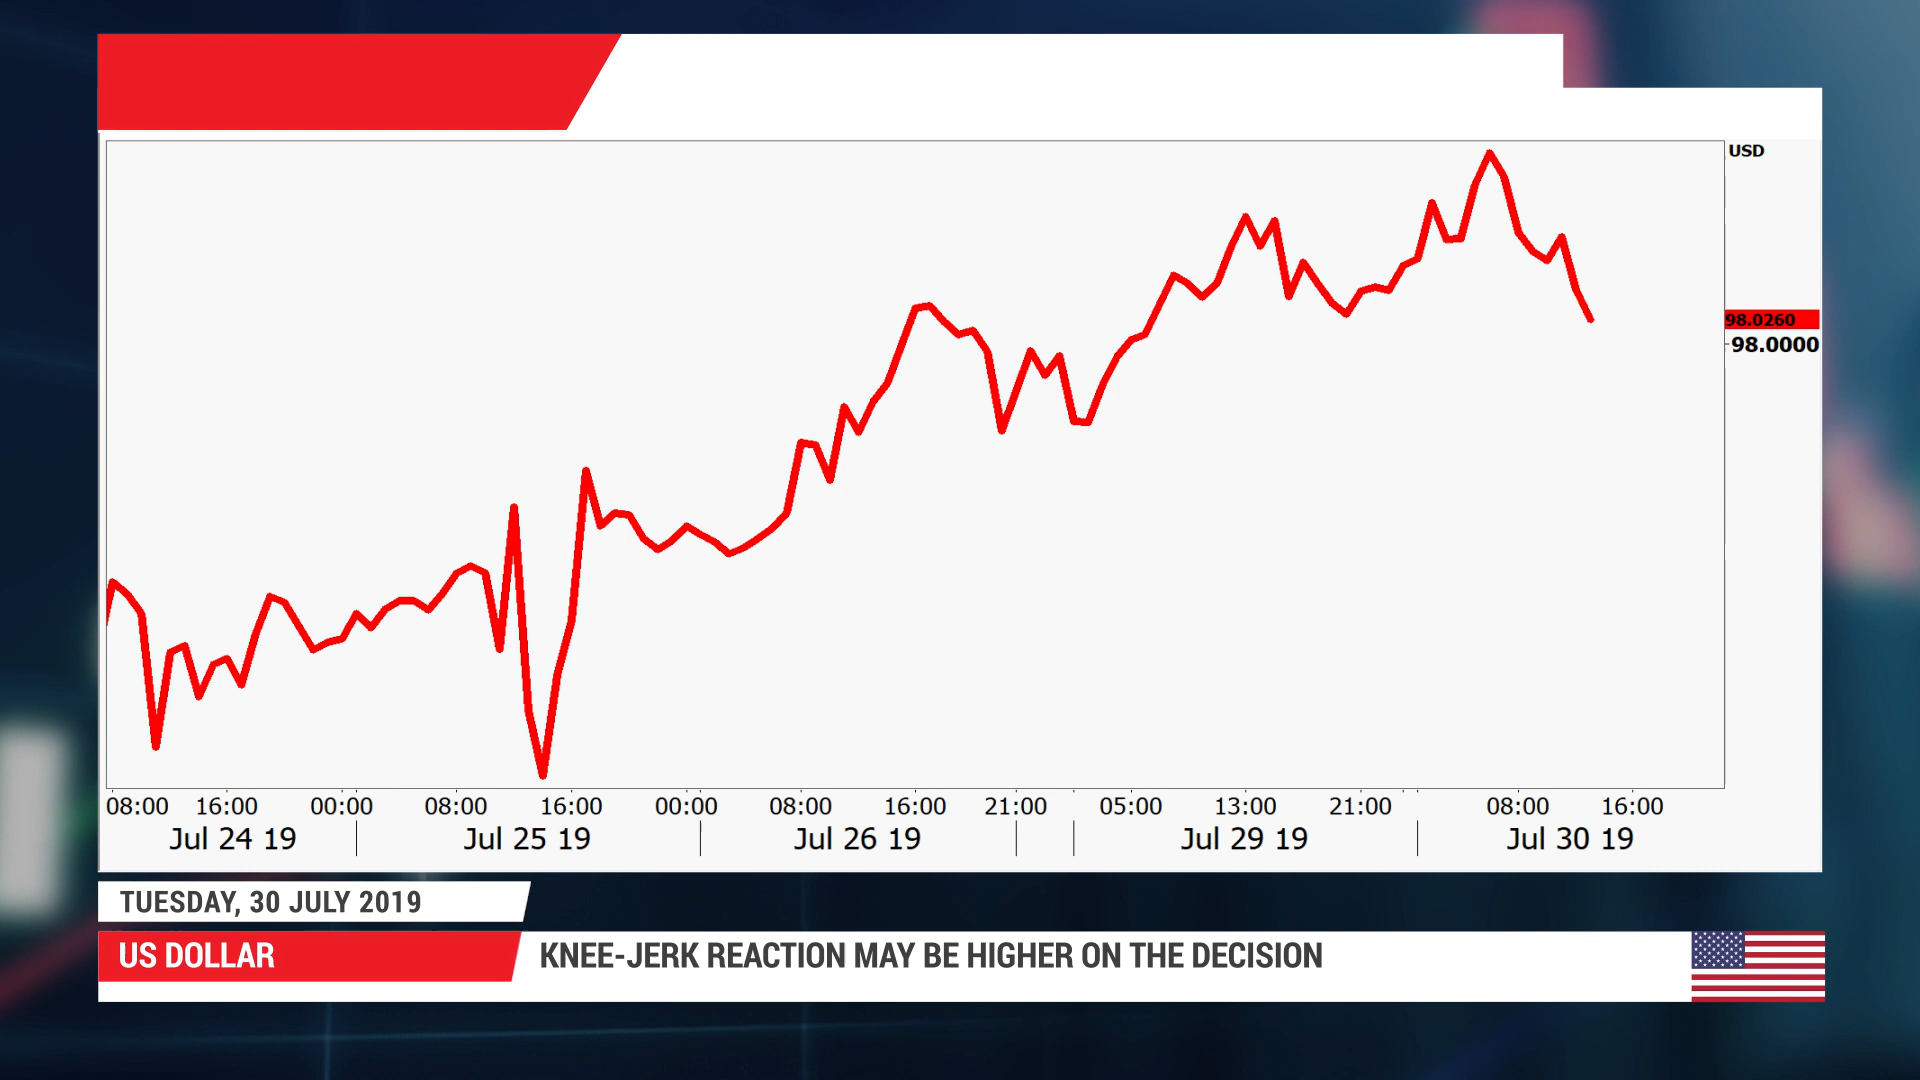 USD
98.0260
98.0000
08:00 16:00 00:00 08:00 16:00 00:00 08:00 16:00 21:00 05:00 13:00 21:00 08:00 16:00
Jul 24 19 Jul 25 19 Jul 26 19 Jul 29 19 Jul 30 19
TUESDAY, 30 JULY 2019
US DOLLAR KNEE-JERK REACTION MAY BE HIGHER ON THE DECISION